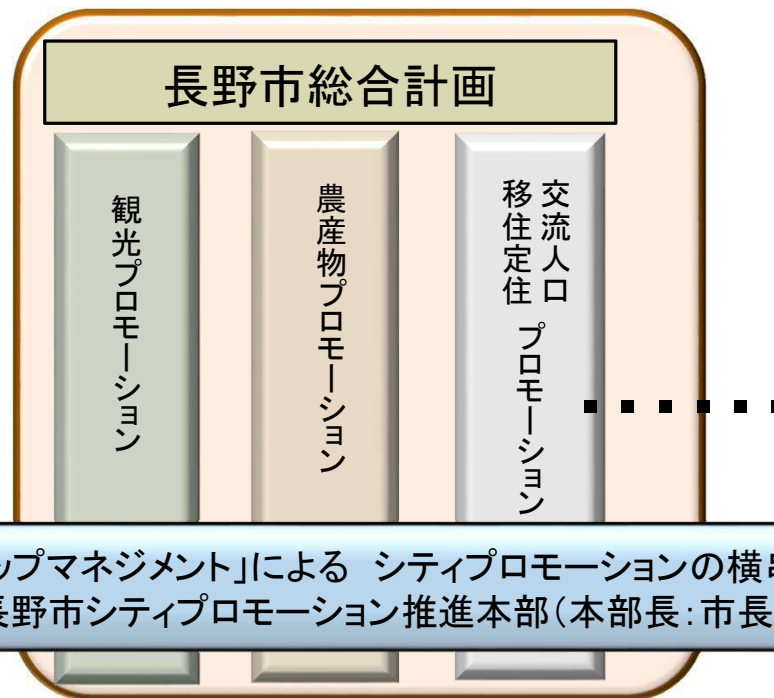 長野市総合計画
観光プロモーション
農産物プロモーション
交流人口
移住定住
プロモーション
ップマネジメント」による シティプロモーションの横
長野市シティプロモーション推進本部(本部長:市長